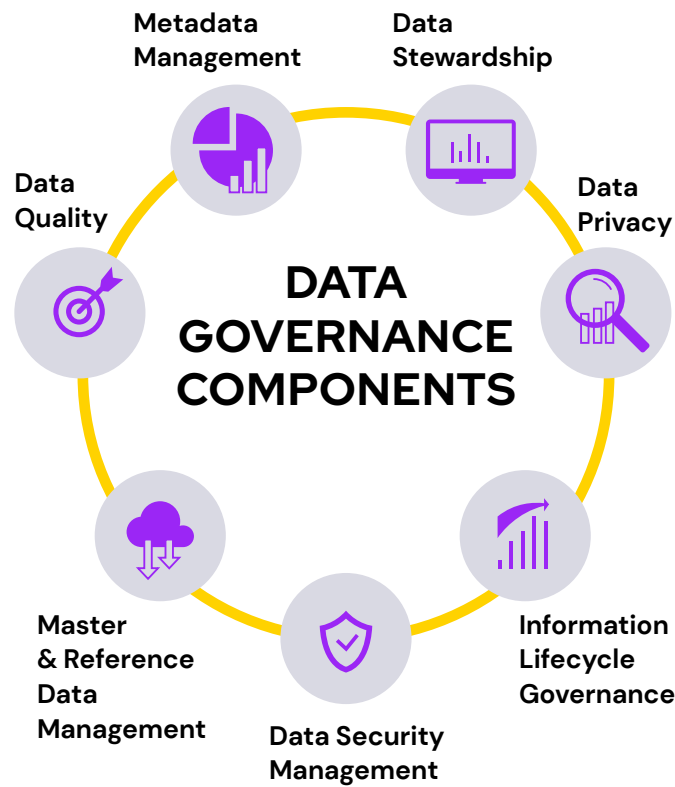 Metadata
Management
Data
Stewardship
Data
Quality
Data
Privacy
DATA
GOVERNANCE
COMPONENTS
Master
& Reference
Data
Management
Information
Lifecycle
Governance
Data Security
Management